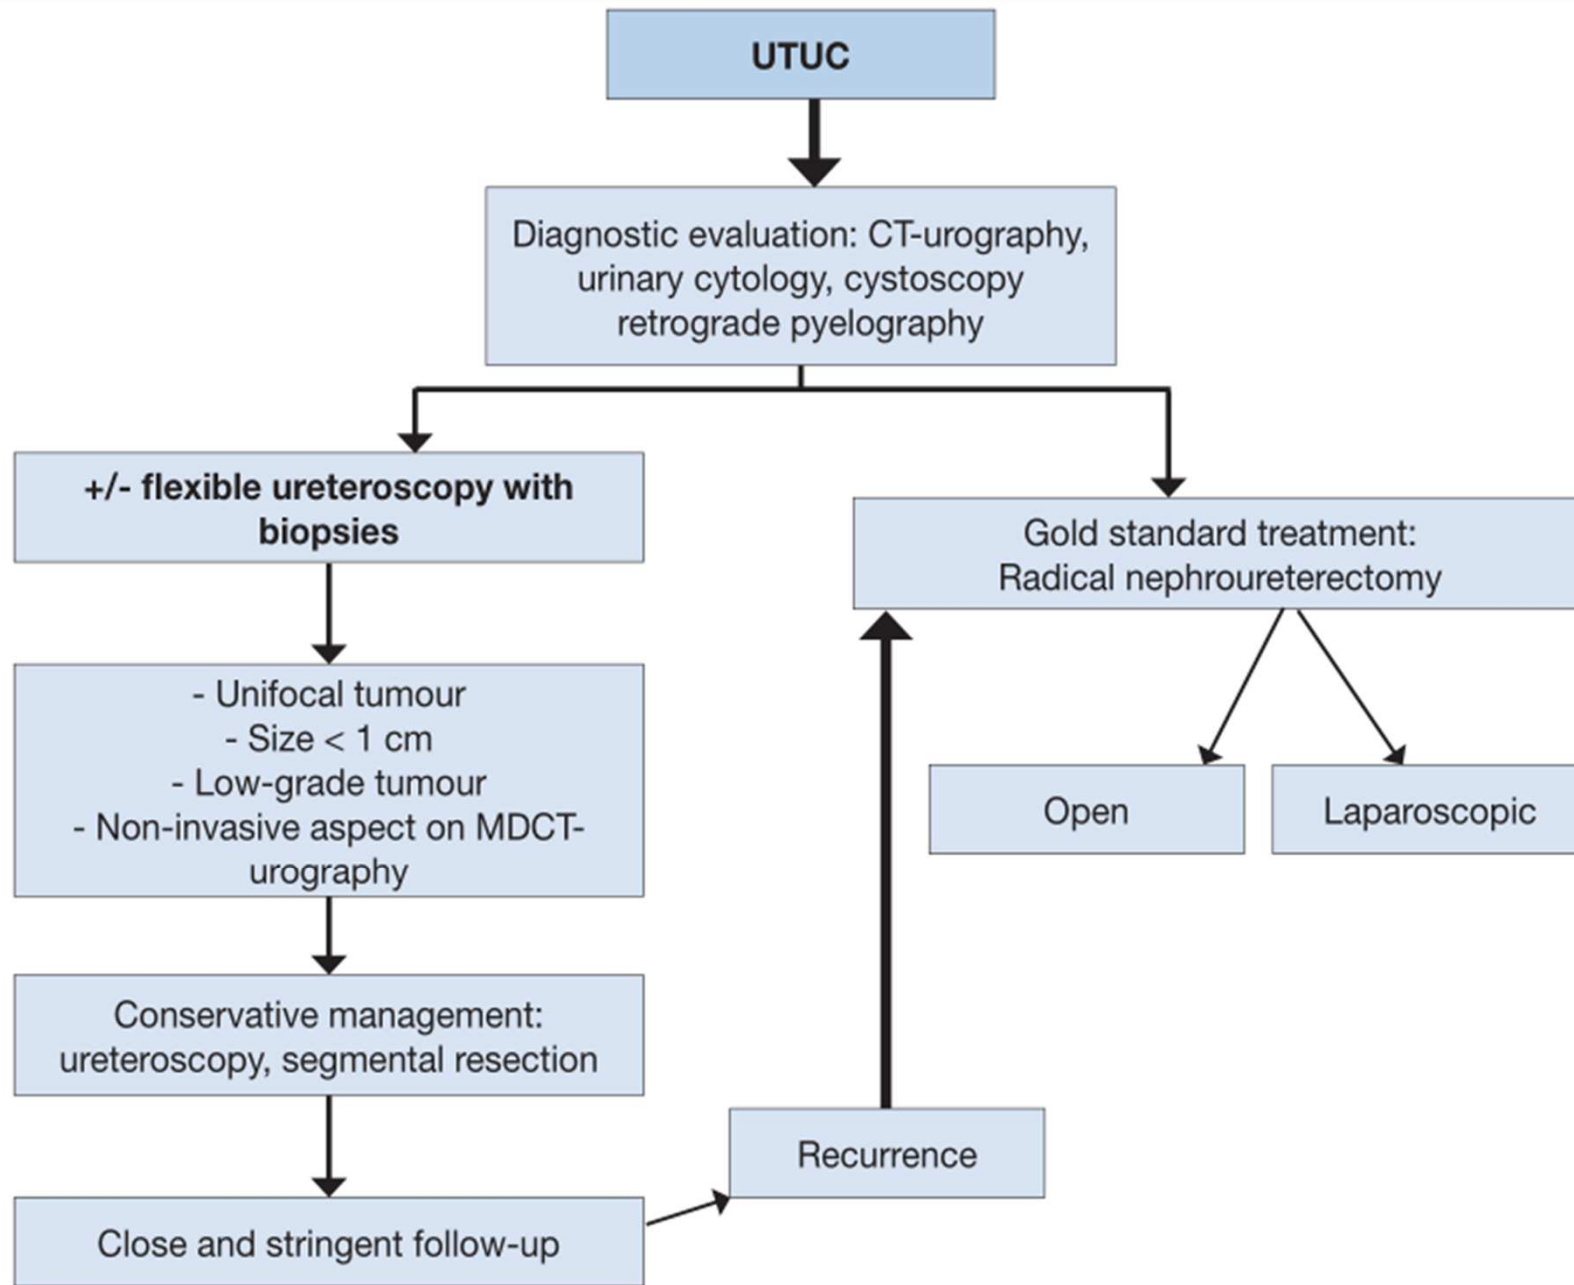 UTUC
Diagnostic evaluation: CT-urography,
urinary cytology, cystoscopy
retrograde pyelography
+/- flexible ureteroscopy with
biopsies
- Unifocal tumour
- Size < 1 cm
- Low-grade tumour
- Non-invasive aspect on MDCT-
urography
Conservative management:
ureteroscopy, segmental resection
Close and stringent follow-up
Recurrence
Gold standard treatment:
Radical nephroureterectomy
Open
Laparoscopic